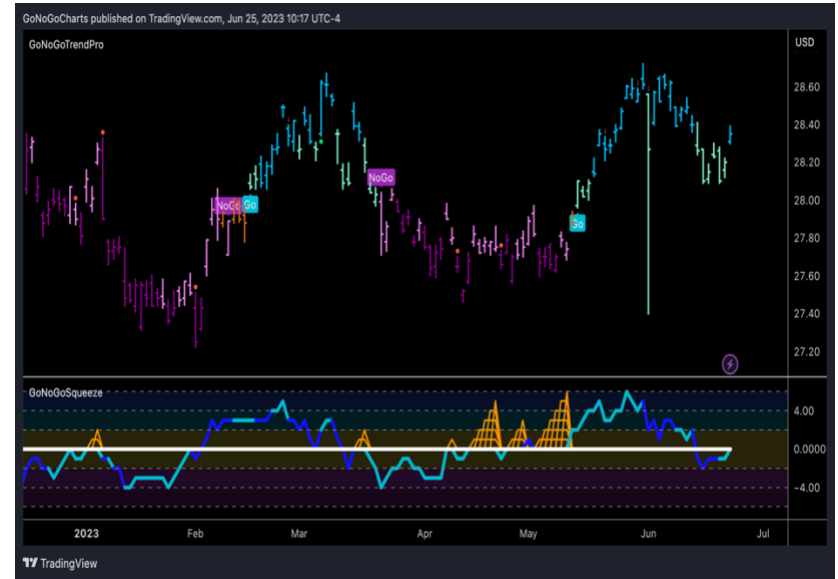 GoNoGoCharts published on TradingView.com, Jun 25, 2023 10:17 UTC-4
GoNoGoTrendPro
USD
28.60
28.40
28.20
NoGo
28.00
NoGo Go
Go
27.80
27.60
27.40
27.20
GoNoGoSqueeze
4.00
0.0000
−4.00
2023 Feb Mar Apr May Jun Jul
TradingView